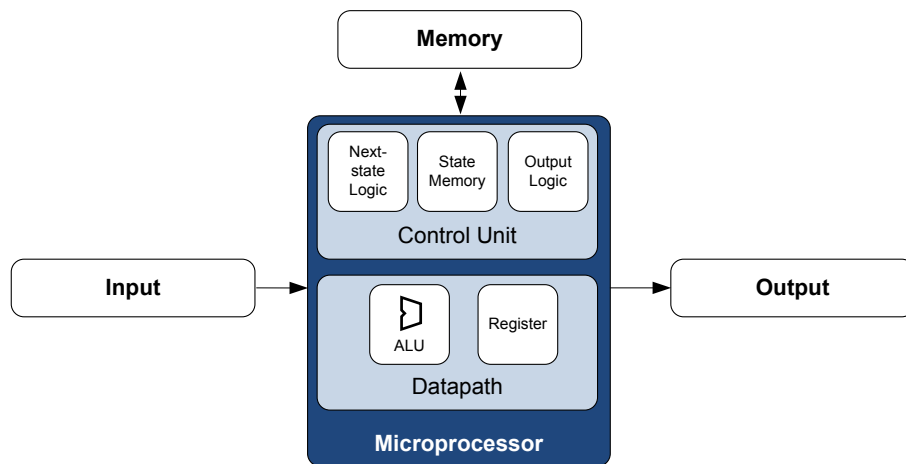 Memory
Next-
state
Logic
State
Memory
Output
Logic
Control Unit
Input
Output
ALU
Register
Datapath
Microprocessor